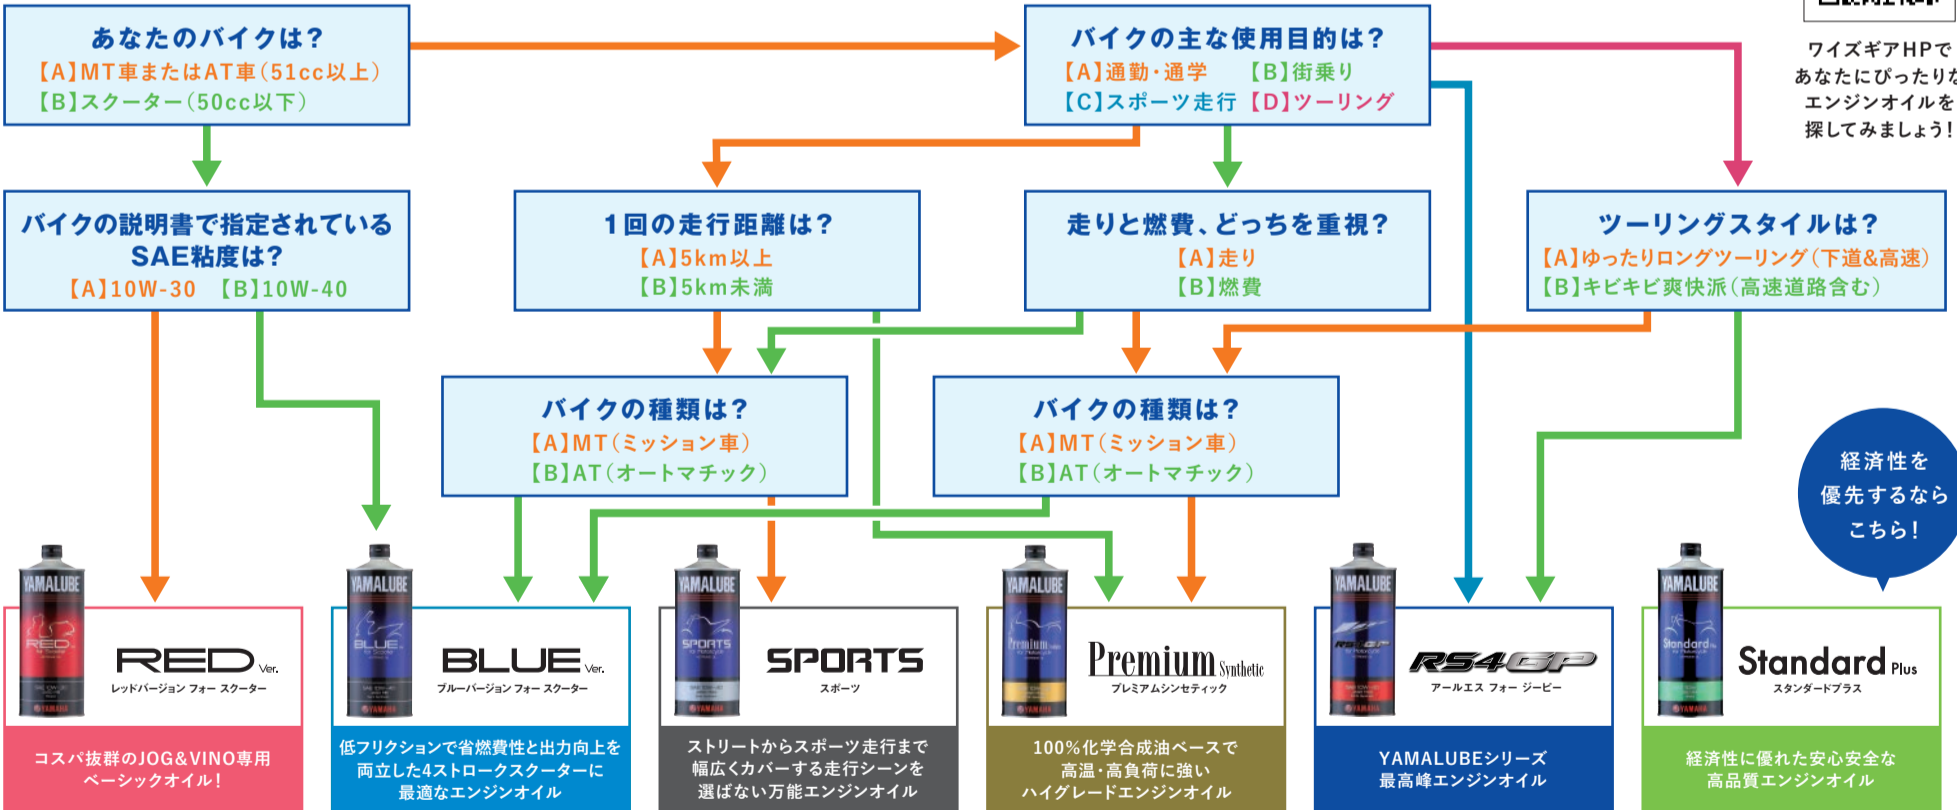 あなたのバイクは？
【A】MT車またはAT車（51cc以上）
【B】スクーター（50cc以下）
バイクの主な使用目的は？
【A】通勤・通学　【B】街乗り
【C】スポーツ走行　【D】ツーリング
ワイズギアHPで
あなたにぴったりな
エンジンオイルを
探してみましょう！
バイクの説明書で指定されている
SAE粘度は？
【A】10W-30　【B】10W-40
1回の走行距離は？
【A】5km以上
【B】5km未満
走りと燃費、どっちを重視？
【A】走り
【B】燃費
ツーリングスタイルは？
【A】ゆったりロングツーリング（下道&高速）
【B】キビキビ爽快派（高速道路含む）
バイクの種類は？
【A】MT（ミッション車）
【B】AT（オートマチック）
バイクの種類は？
【A】MT（ミッション車）
【B】AT（オートマチック）
経済性を
優先するなら
こちら！
YAMALUBE
RED
YAMAHA
RED Ver.
レッドバージョン フォー スクーター
コスパ抜群のJOG&VINO専用
ベーシックオイル！
YAMALUBE
BLUE
YAMAHA
BLUE Ver.
ブルーバージョン フォー スクーター
低フリクションで省燃費性と出力向上を
両立した4ストロークスクーターに
最適なエンジンオイル
YAMALUBE
SPORTS
YAMAHA
SPORTS
スポーツ
ストリートからスポーツ走行まで
幅広くカバーする走行シーンを
選ばない万能エンジンオイル
YAMALUBE
Premium
YAMAHA
Premium Synthetic
プレミアムシンセティック
100%化学合成油ベースで
高温・高負荷に強い
ハイグレードエンジンオイル
YAMALUBE
RS4GP
YAMAHA
RS4GP
アールエス フォー ジーピー
YAMALUBEシリーズ
最高峰エンジンオイル
YAMALUBE
Standard Plus
YAMAHA
Standard Plus
スタンダードプラス
経済性に優れた安心安全な
高品質エンジンオイル